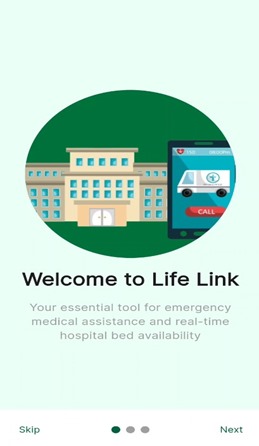 CALL
Welcome to Life Link
Your essential tool for emergency
medical assistance and real-time
hospital bed availability
Skip
Next